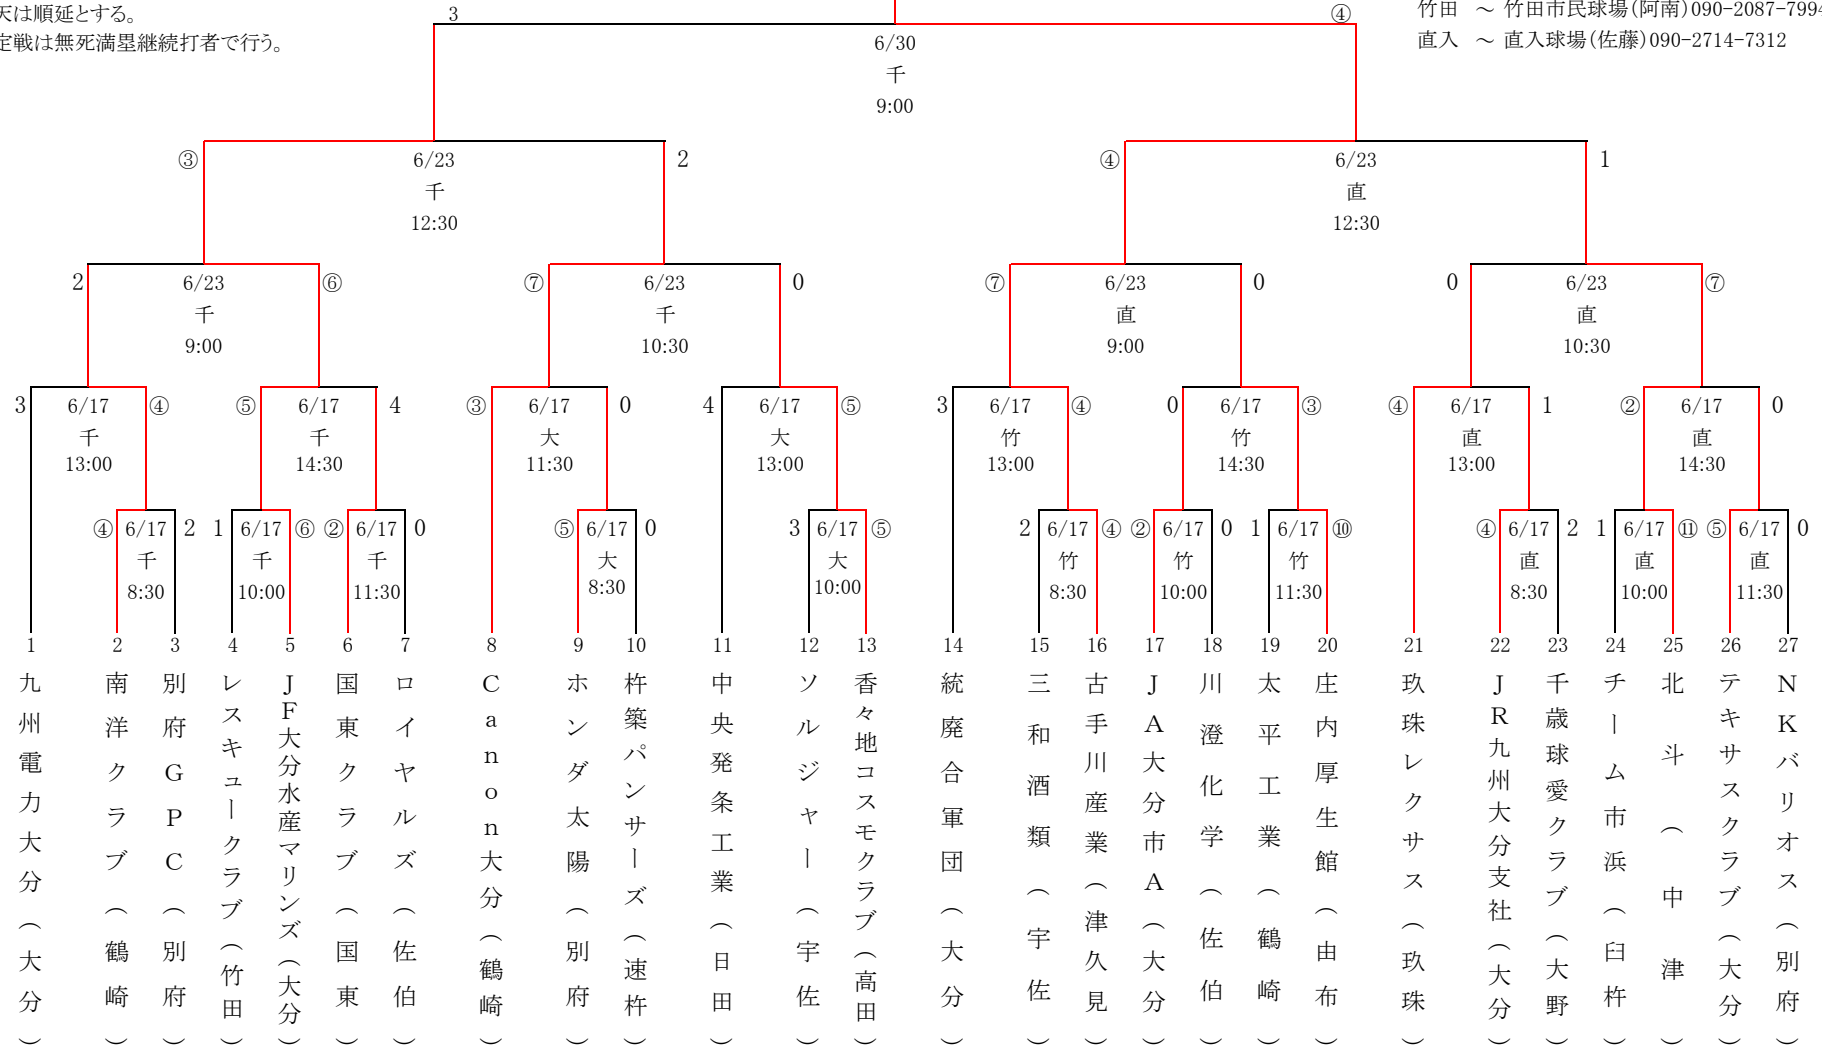 天は順延とする。
定戦は無死満塁継続打者で行う。
竹田 ～ 竹田市民球場(阿南)090-2087-7994
直入 ～ 直入球場(佐藤)090-2714-7312
3 ④
6/30
千
9:00
③ 6/23 2 ④ 6/23 1
千 直
12:30 12:30
2 6/23 ⑥ ⑦ 6/23 0 ⑦ 6/23 0 0 6/23 ⑦
千 千 直 直
9:00 10:30 9:00 10:30
3 6/17 ④ ⑤ 6/17 4 ③ 6/17 0 4 6/17 ⑤ 3 6/17 ④ 0 6/17 ③ ④ 6/17 1 ② 6/17 0
千 千 大 大 竹 竹 直 直
13:00 14:30 11:30 13:00 13:00 14:30 13:00 14:30
④ 6/17 2 1 6/17 ⑥ ② 6/17 0 ⑤ 6/17 0 3 6/17 ⑤ 2 6/17 ④ ② 6/17 0 1 6/17 ⑩ ④ 6/17 2 1 6/17 ⑪ ⑤ 6/17 0
千 千 千 大 大 竹 竹 竹 直 直 直
8:30 10:00 11:30 8:30 10:00 8:30 10:00 11:30 8:30 10:00 11:30
1 2 3 4 5 6 7 8 9 10 11 12 13 14 15 16 17 18 19 20 21 22 23 24 25 26 27
九州電力大分(大分)
南洋クラブ(鶴崎)
別府GPC(別府)
レスキュークラブ(竹田)
JF大分水産マリンズ(大分)
国東クラブ(国東)
ロイヤルズ(佐伯)
Canon大分(鶴崎)
ホンダ太陽(別府)
杵築パンサーズ(速杵)
中央発条工業(日田)
ソルジャー(宇佐)
香々地コスモクラブ(高田)
統廃合軍団(大分)
三和酒類(宇佐)
古手川産業(津久見)
JA大分市A(大分)
川澄化学(佐伯)
太平工業(鶴崎)
庄内厚生館(由布)
玖珠レクサス(玖珠)
JR九州大分支社(大分)
千歳球愛クラブ(大野)
チーム市浜(臼杵)
北斗(中津)
テキサスクラブ(大分)
NKバリオス(別府)